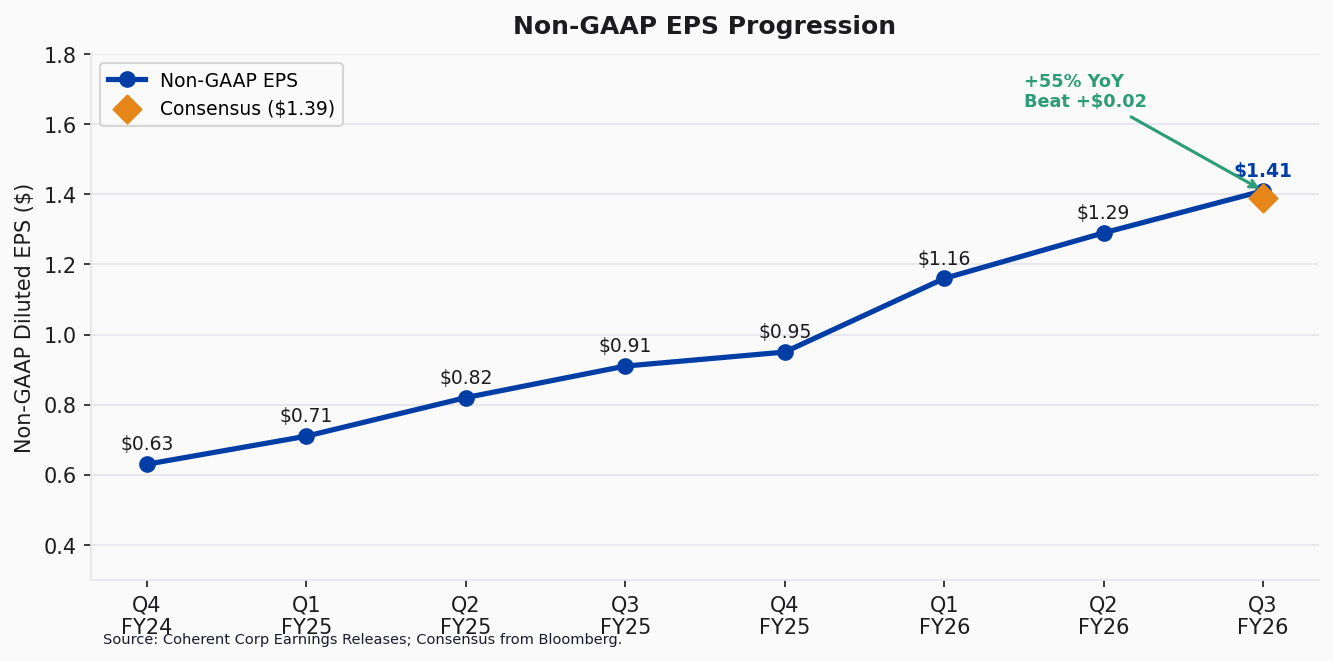 Non-GAAP EPS Progression
Non-GAAP EPS
Consensus ($1.39)
+55% YoY
Beat +$0.02
Non-GAAP Diluted EPS ($)
1.8
1.6
1.4
1.2
1.0
0.8
0.6
0.4
$0.63
$0.71
$0.82
$0.91
$0.95
$1.16
$1.29
$1.41
Q4
FY24
Q1
FY25
Q2
FY25
Q3
FY25
Q4
FY25
Q1
FY26
Q2
FY26
Q3
FY26
Source: Coherent Corp Earnings Releases; Consensus from Bloomberg.